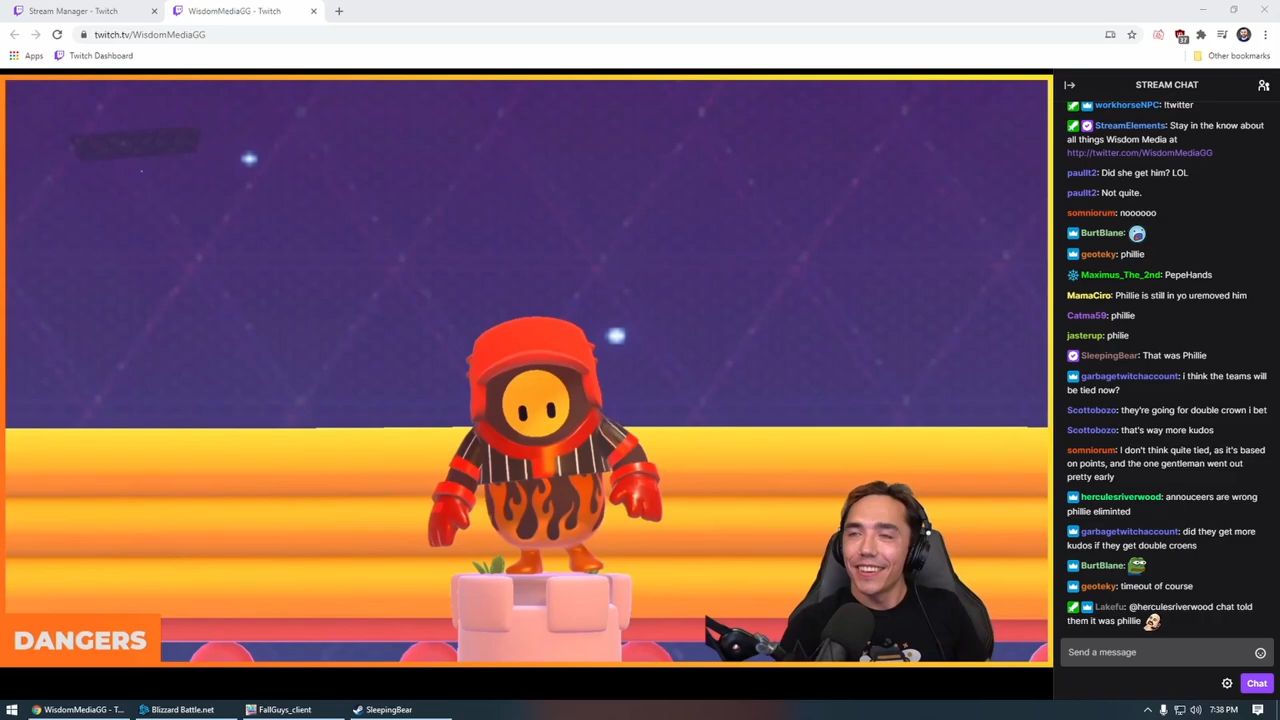 Stream Manager - Twitch
WisdomMediaGG - Twitch
twitch.tv/WisdomMediaGG
37
Apps
Twitch Dashboard
Other bookmarks
DANGERS
STREAM CHAT
workhorseNPC: !twitter
StreamElements: Stay in the know about
all things Wisdom Media at
http://twitter.com/WisdomMediaGG
paullt2: Did she get him? LOL
paullt2: Not quite.
somniorum: noooooo
BurtBlane:
geoteky: phillie
Maximus_The_2nd: PepeHands
MamaCiro: Phillie is still in yo uremoved him
Catma59: phillie
jasterup: philie
SleepingBear: That was Phillie
garbagetwitchaccount: i think the teams will
be tied now?
Scottobozo: they're going for double crown i bet
Scottobozo: that's way more kudos
somniorum: I don't think quite tied, as it's based
on points, and the one gentleman went out
pretty early
herculesriverwood: annouceers are wrong
phillie eliminted
garbagetwitchaccount: did they get more
kudos if they get double croens
BurtBlane:
geoteky: timeout of course
Lakefu: @herculesriverwood chat told
them it was phillie
Send a message
Chat
WisdomMediaGG - T...
Blizzard Battle.net
FallGuys_client
SleepingBear
7:38 PM